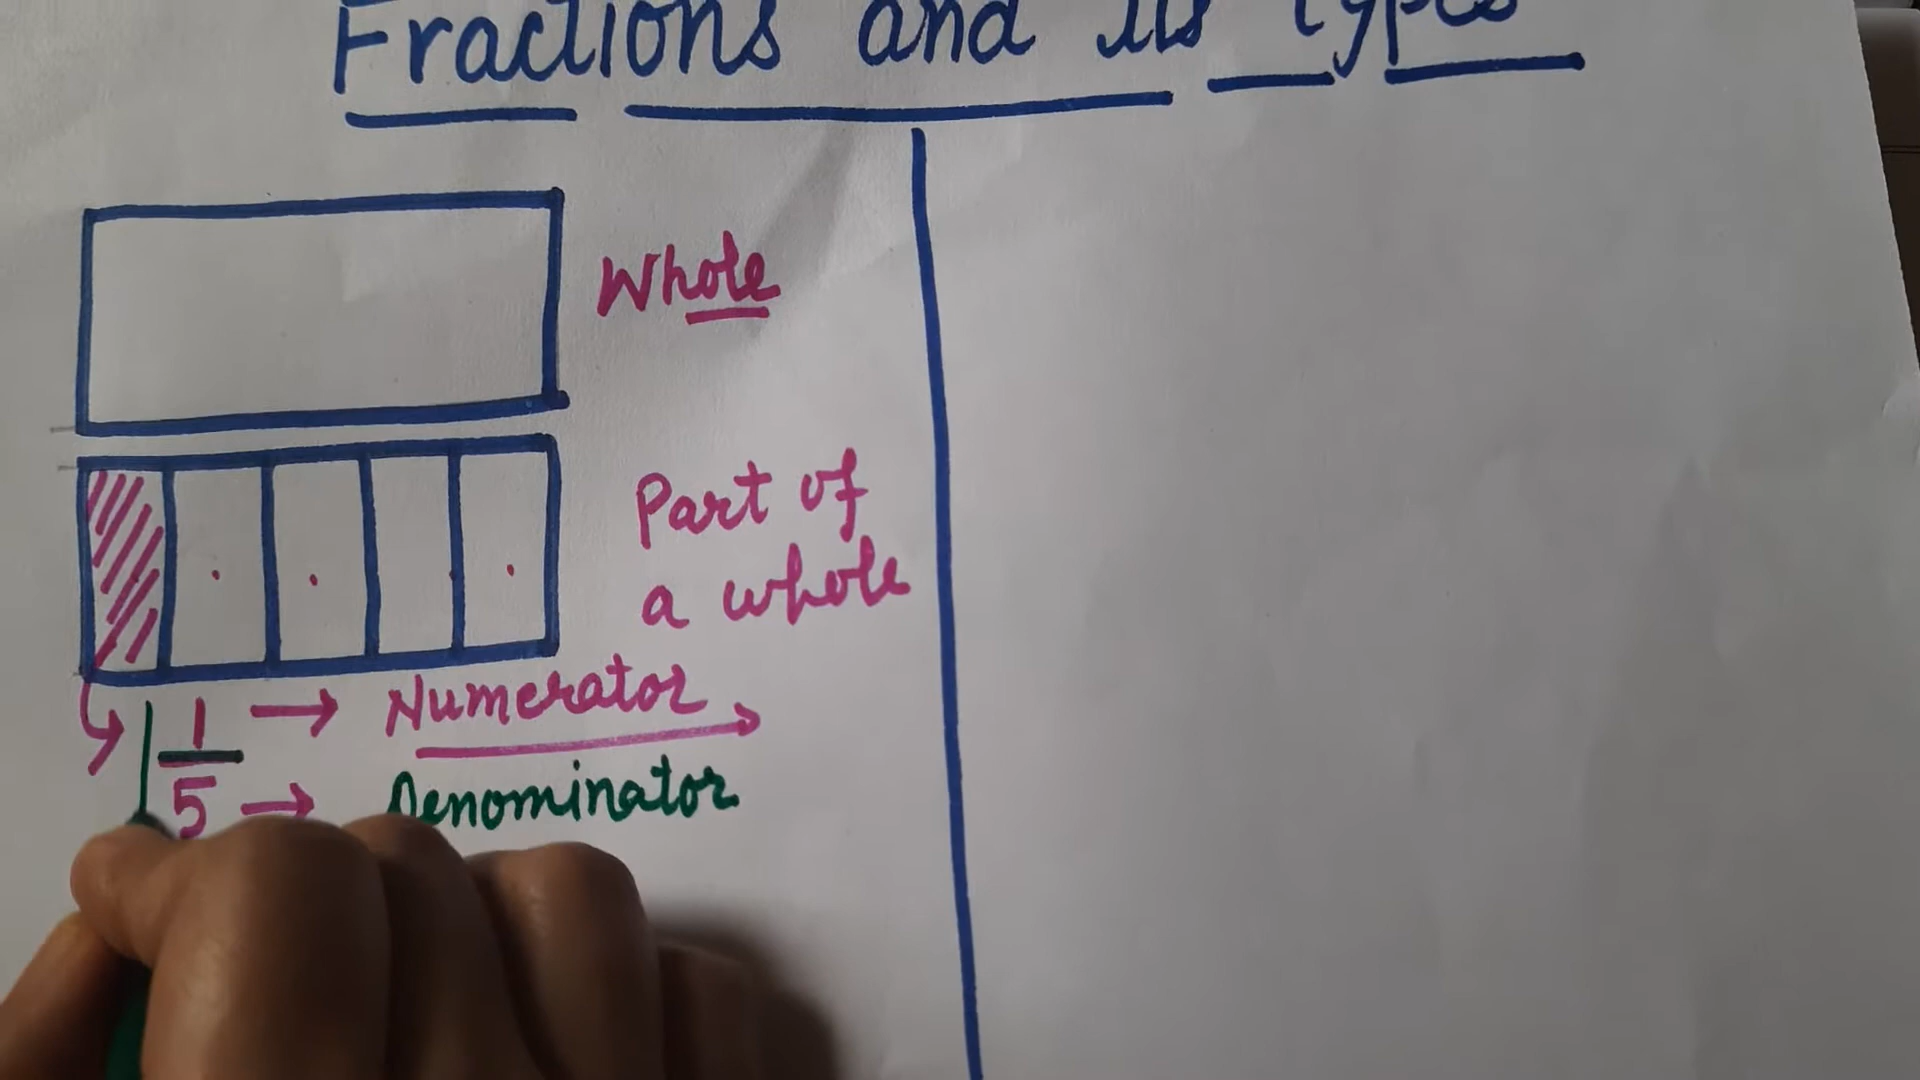 Fractions and its types
Whole
Part of
a whole
1 → Numerator
5 → Denominator